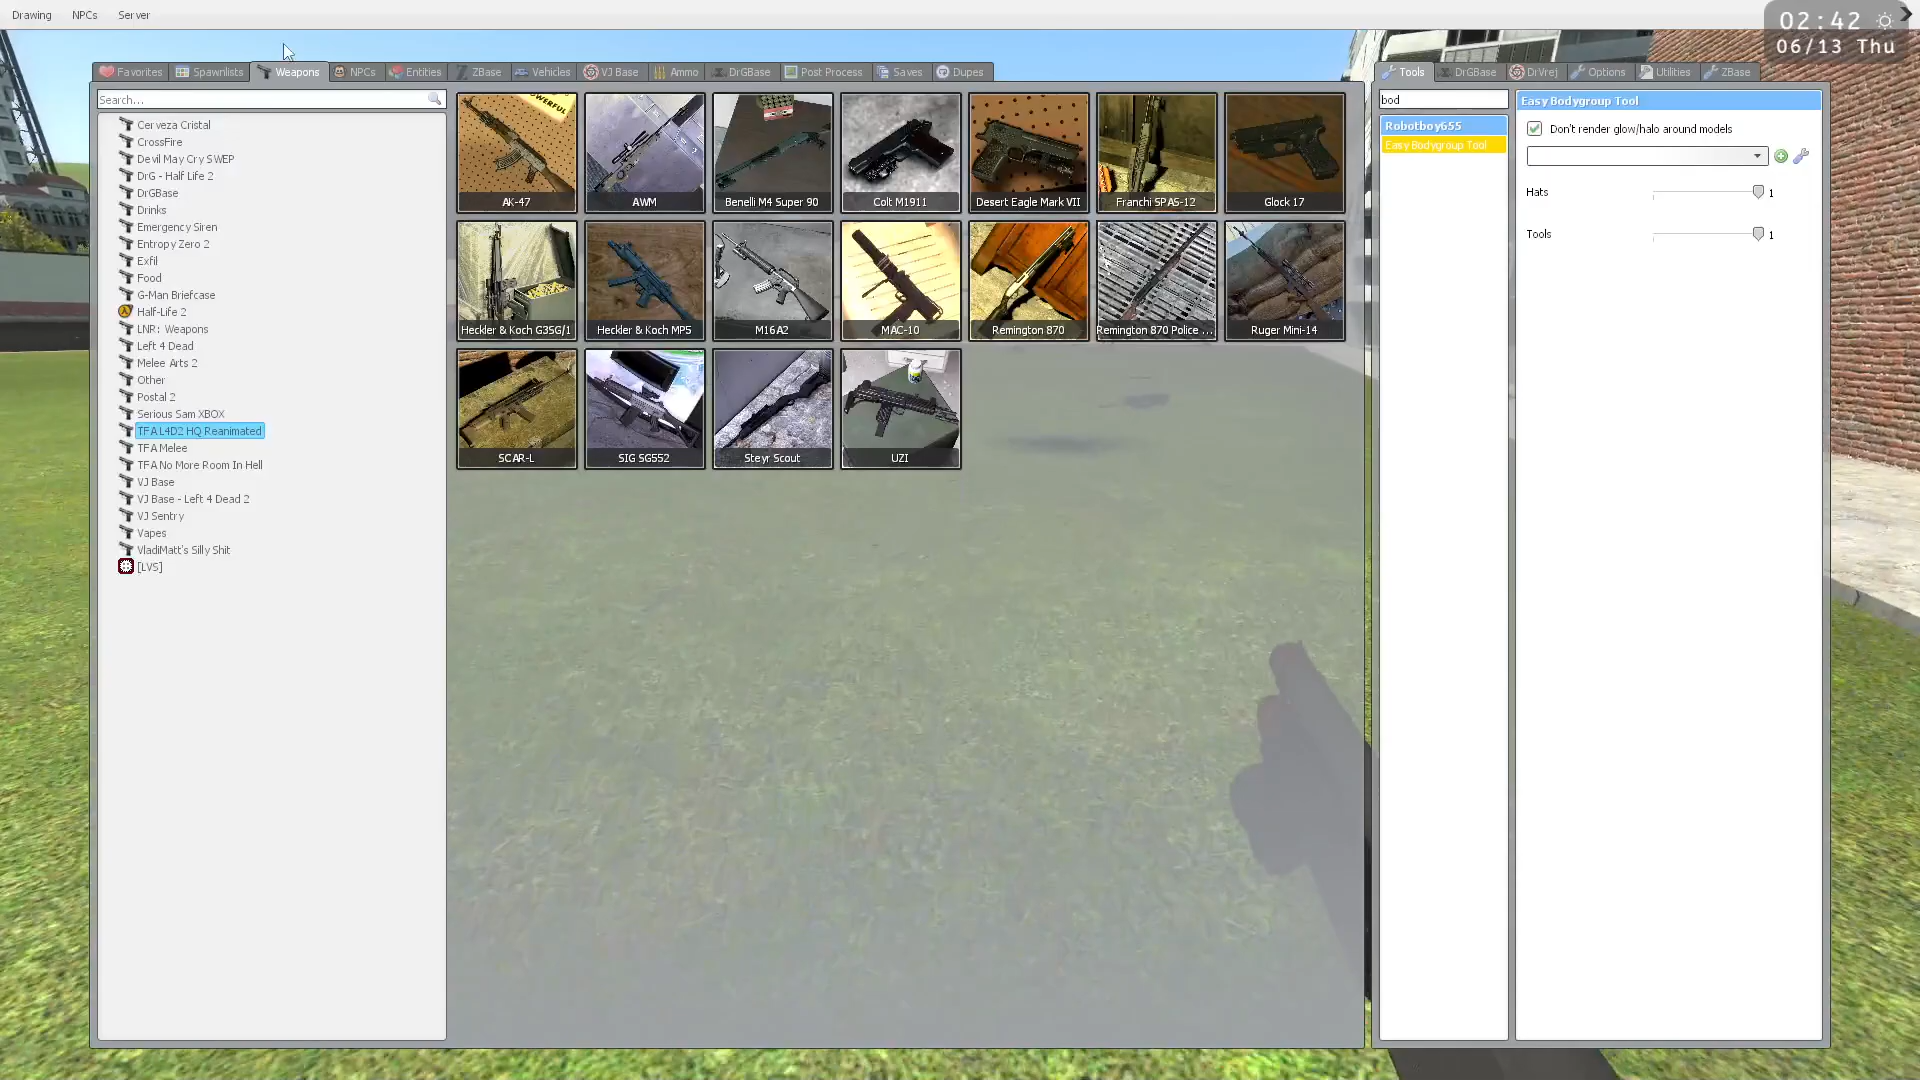 Drawing NPCs Server
02:42
06/13 Thu
Favorites Spawnlists Weapons NPCs Entities ZBase Vehicles VJ Base Ammo DrGBase Post Process Saves Dupes
Search...
Cerveza Cristal
CrossFire
Devil May Cry SWEP
DrG - Half Life 2
DrGBase
Drinks
Emergency Siren
Entropy Zero 2
Exfil
Food
G-Man Briefcase
Half-Life 2
LNR: Weapons
Left 4 Dead
Melee Arts 2
Other
Postal 2
Serious Sam XBOX
TFA L4D2 HQ Reanimated
TFA Melee
TFA No More Room In Hell
VJ Base
VJ Base - Left 4 Dead 2
VJ Sentry
Vapes
VladiMatt's Silly Shit
[LVS]
POWERFUL
AK-47 AWM Benelli M4 Super 90 Colt M1911 Desert Eagle Mark VII Franchi SPAS-12 Glock 17
Heckler & Koch G3SG/1 Heckler & Koch MP5 M16A2 MAC-10 Remington 870 Remington 870 Police ... Ruger Mini-14
SCAR-L SIG SG552 Steyr Scout UZI
Tools DrGBase DrVrej Options Utilities ZBase
bod
Robotboy655
Easy Bodygroup Tool
Easy Bodygroup Tool
Don't render glow/halo around models
Hats 1
Tools 1